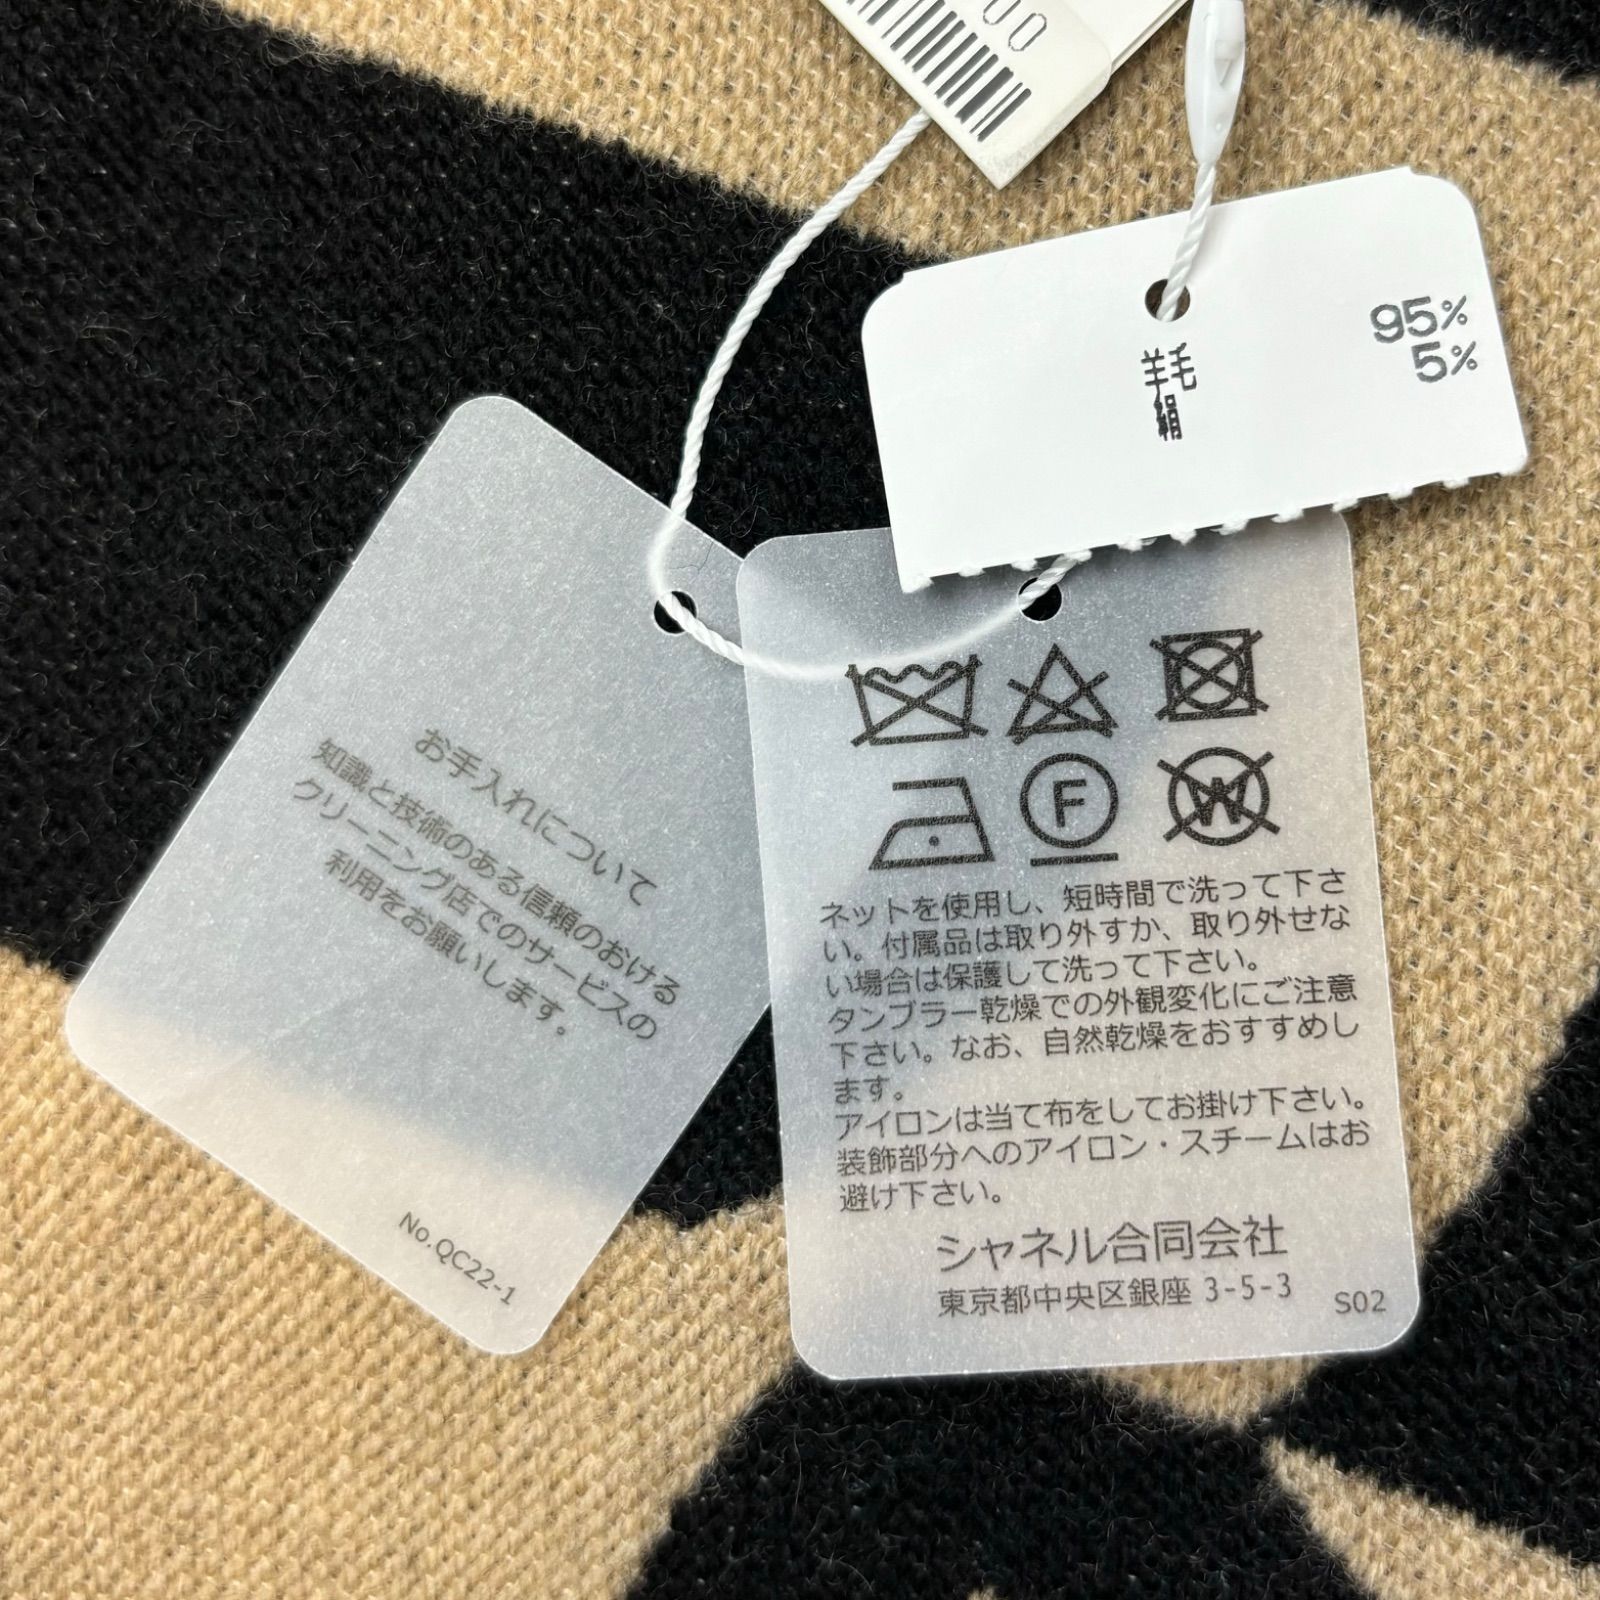 00
羊毛 95%
絹 5%
お手入れについて
知識と技術のある信頼のおける
クリーニング店でのサービスの
利用をお願いします。
No.QC22-1
F
W
ネットを使用し、短時間で洗って下さ
い。付属品は取り外すか、取り外せな
い場合は保護して洗って下さい。
タンブラー乾燥での外観変化にご注意
下さい。なお、自然乾燥をおすすめし
ます。
アイロンは当て布をしてお掛け下さい。
装飾部分へのアイロン・スチームはお
避け下さい。
シャネル合同会社
東京都中央区銀座 3-5-3
S02